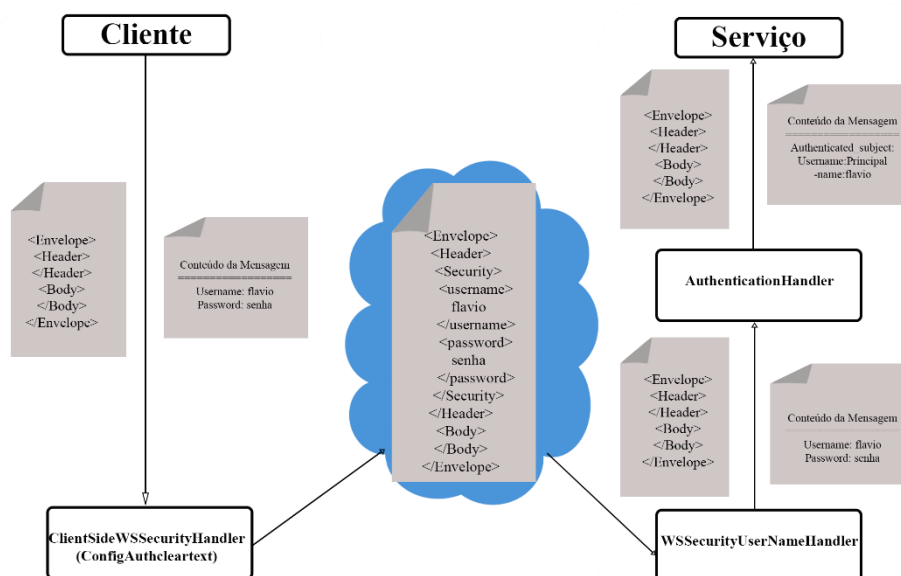 Cliente
<Envelope>
<Header>
</Header>
<Body>
</Body>
</Envelope>
Conteúdo da Mensagem
==================
Username: flavio
Password: senha
ClientSideWSSecurityHandler
(ConfigAuthcleartext)
<Envelope>
<Header>
<Security>
<username>
flavio
</username>
<password>
senha
</password>
</Security>
</Header>
<Body>
</Body>
</Envelope>
Serviço
<Envelope>
<Header>
</Header>
<Body>
</Body>
</Envelope>
Conteúdo da Mensagem
==================
Authenticated subject:
Username:Principal
-name:flavio
AuthenticationHandler
<Envelope>
<Header>
</Header>
<Body>
</Body>
</Envelope>
Conteúdo da Mensagem
==================
Username: flavio
Password: senha
WSSecurityUserNameHandler